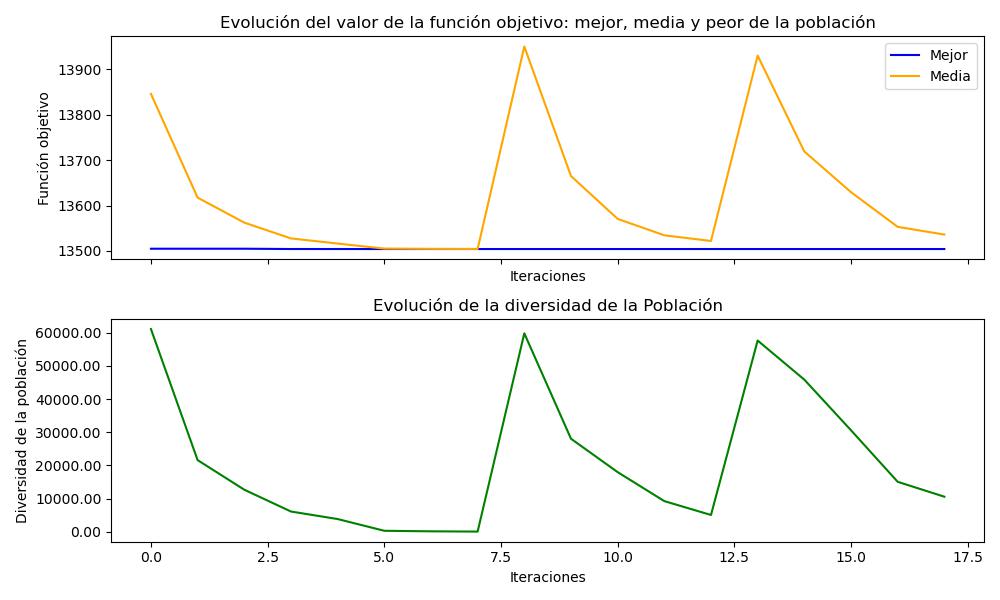 Evolución del valor de la función objetivo: mejor, media y peor de la población
Función objetivo
13900
13800
13700
13600
13500
Mejor
Media
Iteraciones
Evolución de la diversidad de la Población
Diversidad de la población
60000.00
50000.00
40000.00
30000.00
20000.00
10000.00
0.00
0.0 2.5 5.0 7.5 10.0 12.5 15.0 17.5
Iteraciones